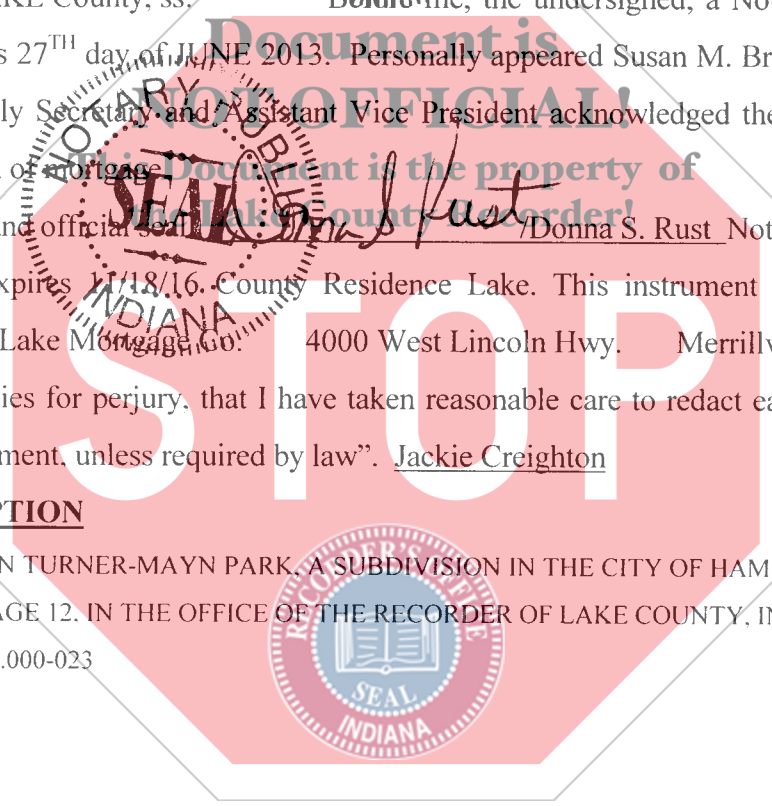 KE County, ss: Before me, the undersigned, a No
s 27TH day of JUNE 2013. Personally appeared Susan M. Br
ly Secretary and Assistant Vice President acknowledged the
of mortgage
nd official seal Donna S Rust /Donna S. Rust Not
xpires 11/18/16 County Residence Lake. This instrument
Lake Mortgage Co. 4000 West Lincoln Hwy. Merrillv
ies for perjury, that I have taken reasonable care to redact ea
ment, unless required by law”. Jackie Creighton
PTION
N TURNER-MAYN PARK, A SUBDIVISION IN THE CITY OF HAM
AGE 12, IN THE OFFICE OF THE RECORDER OF LAKE COUNTY, IN
.000-023
Document is
NOT OFFICIAL!
This Document is the property of
the Lake County Recorder!
STOP
NOTARY PUBLIC
SEAL
INDIANA
RECORDER'S OFFICE
SEAL
INDIANA